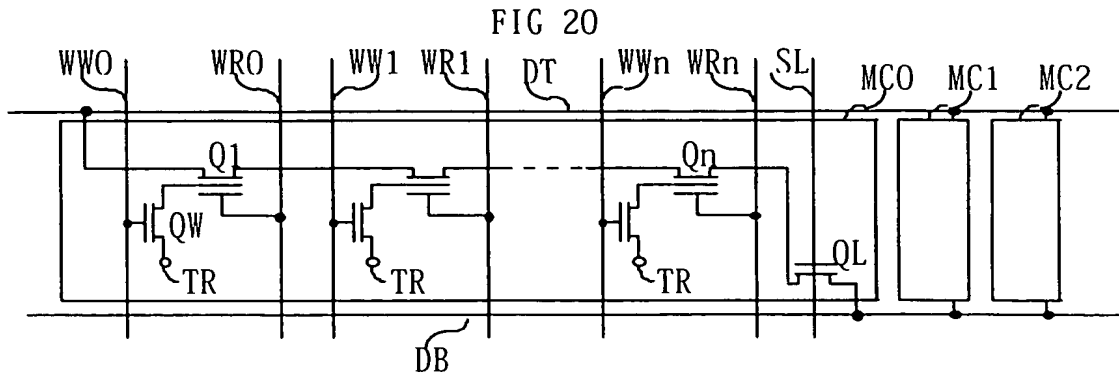 FIG 20
WW0 WR0 WW1 WR1 DT WWn WRn SL MC0 MC1 MC2
Q1 Qn
QW QL
TR TR TR
DB